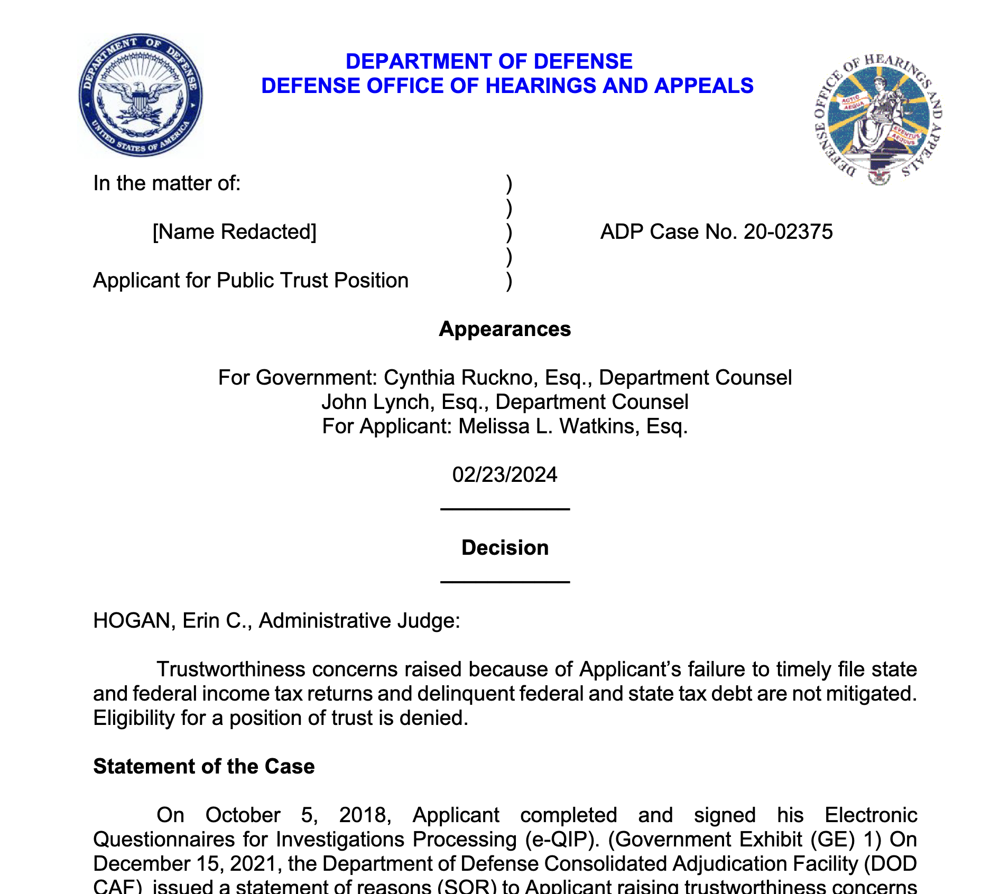 DEPARTMENT OF DEFENSE
UNITED STATES OF AMERICA
DEPARTMENT OF DEFENSE
DEFENSE OFFICE OF HEARINGS AND APPEALS
DEFENSE OFFICE OF HEARINGS AND APPEALS
ACTIO
AEQUA
EVENTUS
AEQUUS
In the matter of: )
)
[Name Redacted] ) ADP Case No. 20-02375
)
Applicant for Public Trust Position )
Appearances
For Government: Cynthia Ruckno, Esq., Department Counsel
John Lynch, Esq., Department Counsel
For Applicant: Melissa L. Watkins, Esq.
02/23/2024
Decision
HOGAN, Erin C., Administrative Judge:
Trustworthiness concerns raised because of Applicant’s failure to timely file state
and federal income tax returns and delinquent federal and state tax debt are not mitigated.
Eligibility for a position of trust is denied.
Statement of the Case
On October 5, 2018, Applicant completed and signed his Electronic
Questionnaires for Investigations Processing (e-QIP). (Government Exhibit (GE) 1) On
December 15, 2021, the Department of Defense Consolidated Adjudication Facility (DOD
CAF) issued a statement of reasons (SOR) to Applicant raising trustworthiness concerns